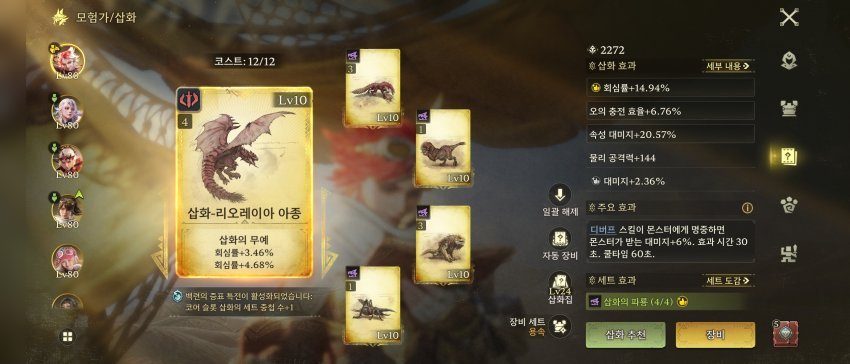 모험가/삽화
코스트: 12/12
Lv80
Lv80
Lv80
Lv80
Lv80
4
Lv10
삽화-리오레이아 아종
삽화의 무예
회심률+3.46%
회심률+4.68%
백련의 증표 특전이 활성화되었습니다:
코어 슬롯 삽화의 세트 중첩 수+1
3
Lv10
1
Lv10
3
Lv10
1
Lv10
일괄 해제
자동 장비
Lv24
삽화집
장비 세트
용속
2272
삽화 효과
세부 내용
회심률+14.94%
오의 충전 효율+6.76%
속성 대미지+20.57%
물리 공격력+144
대미지+2.36%
주요 효과
디버프 스킬이 몬스터에게 명중하면
몬스터가 받는 대미지+6%. 효과 시간 30
초. 쿨타임 60초.
세트 효과
세트 도감
삽화의 파룡 (4/4)
삽화 추천
장비
S